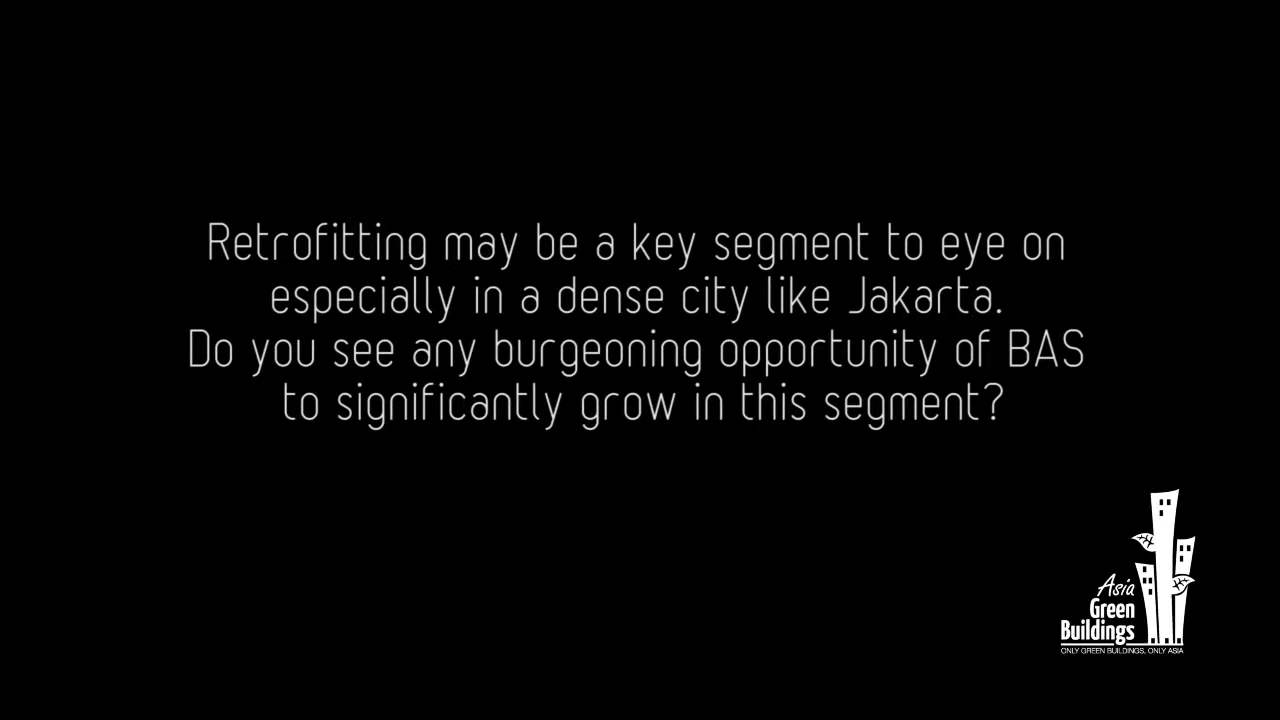 Retrofitting may be a key segment to eye on
especially in a dense city like Jakarta.
Do you see any burgeoning opportunity of BAS
to significantly grow in this segment?
Asia
Green
Buildings
ONLY GREEN BUILDINGS, ONLY ASIA